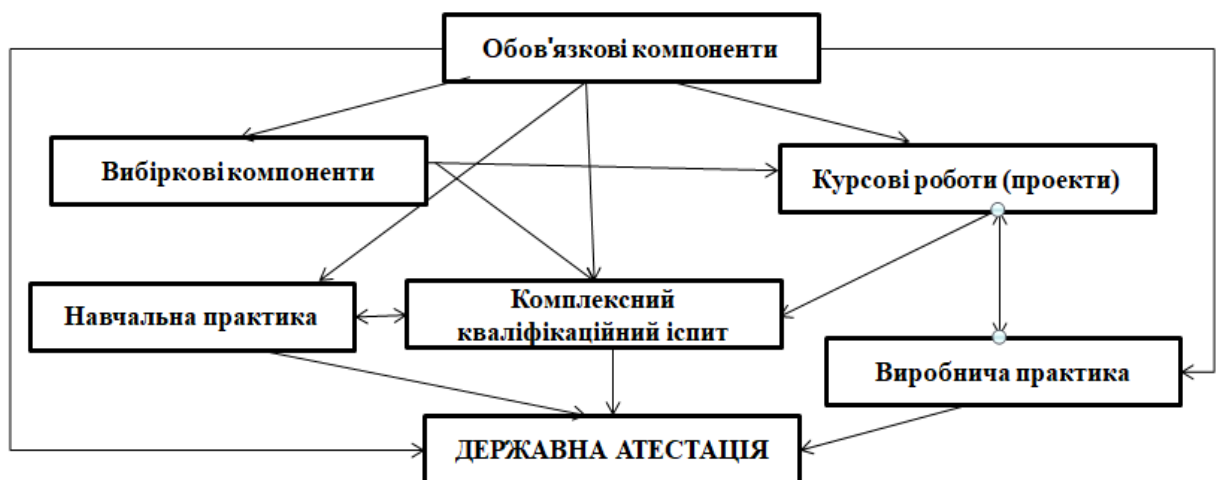 Обов'язкові компоненти
Вибіркові компоненти
Курсові роботи (проекти)
Навчальна практика
Комплексний
кваліфікаційний іспит
Виробнича практика
ДЕРЖАВНА АТЕСТАЦІЯ